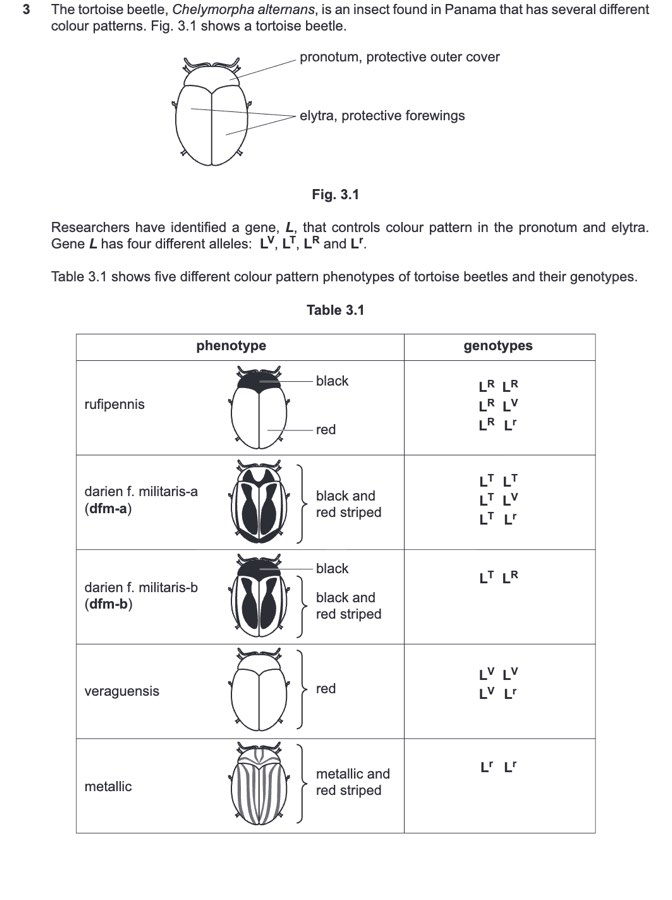 3 The tortoise beetle, Chelymorpha alternans, is an insect found in Panama that has several different
colour patterns. Fig. 3.1 shows a tortoise beetle.
pronotum, protective outer cover
elytra, protective forewings
Fig. 3.1
Researchers have identified a gene, L, that controls colour pattern in the pronotum and elytra.
Gene L has four different alleles: Lⱽ, Lᵀ, Lᴿ and Lʳ.
Table 3.1 shows five different colour pattern phenotypes of tortoise beetles and their genotypes.
Table 3.1
phenotype genotypes
rufipennis
black
red
Lᴿ Lᴿ
Lᴿ Lⱽ
Lᴿ Lʳ
darien f. militaris-a
(dfm-a)
black and
red striped
Lᵀ Lᵀ
Lᵀ Lⱽ
Lᵀ Lʳ
darien f. militaris-b
(dfm-b)
black
black and
red striped
Lᵀ Lᴿ
veraguensis
red
Lⱽ Lⱽ
Lⱽ Lʳ
metallic
metallic and
red striped
Lʳ Lʳ